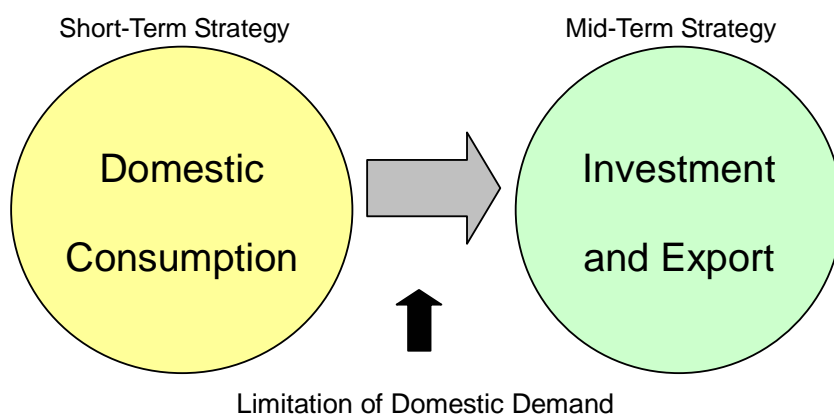 Short-Term Strategy
Mid-Term Strategy
Domestic
Consumption
Investment
and Export
Limitation of Domestic Demand